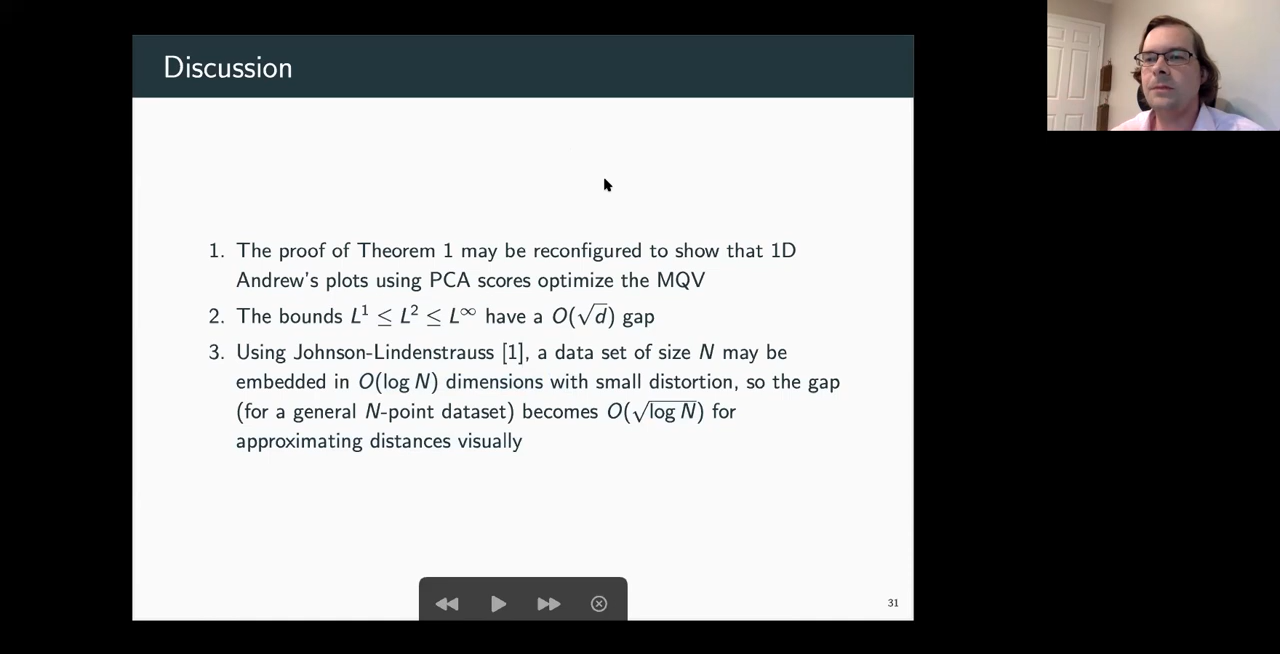 Discussion
1. The proof of Theorem 1 may be reconfigured to show that 1D
Andrew's plots using PCA scores optimize the MQV
2. The bounds L¹ ≤ L² ≤ L^∞ have a O(√d) gap
3. Using Johnson-Lindenstrauss [1], a data set of size N may be
embedded in O(log N) dimensions with small distortion, so the gap
(for a general N-point dataset) becomes O(√log N) for
approximating distances visually
31